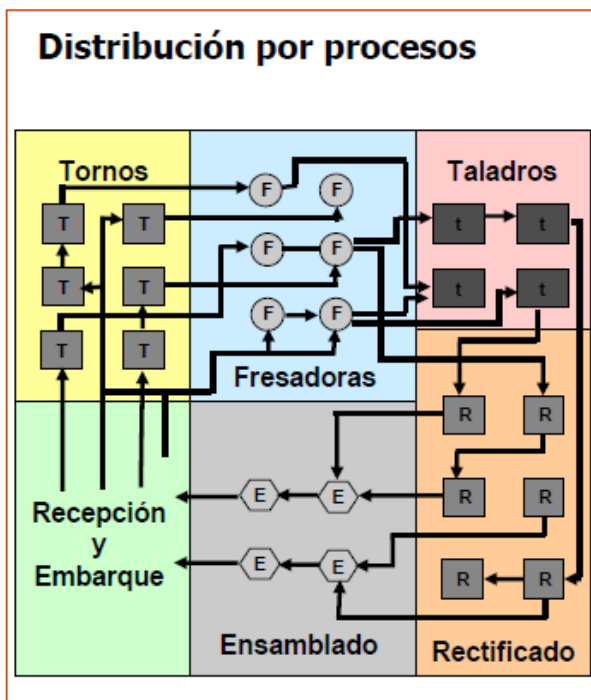 Distribución por procesos
Tornos
Taladros
F
F
T
T
t
t
F
F
T
T
t
t
F
F
T
T
Fresadoras
R
R
E
E
R
R
Recepción
y
Embarque
E
E
R
R
Ensamblado
Rectificado